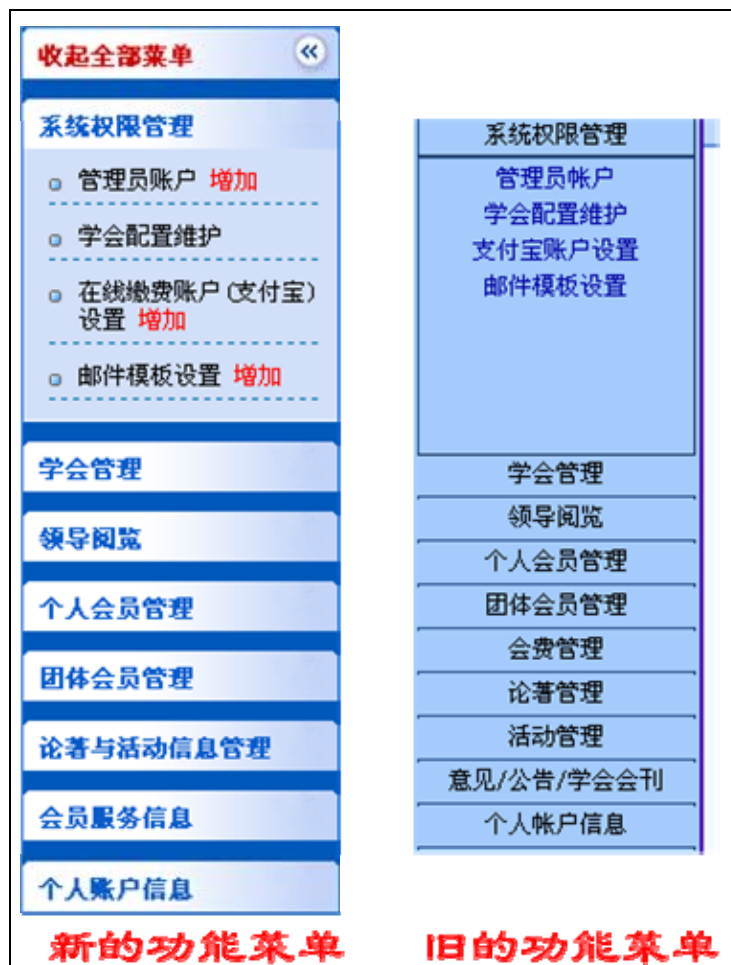 收起全部菜单
系统权限管理
管理员账户 增加
学会配置维护
在线缴费账户(支付宝)
设置 增加
邮件模板设置 增加
学会管理
领导阅览
个人会员管理
团体会员管理
论著与活动信息管理
会员服务信息
个人账户信息
新的功能菜单
系统权限管理
管理员帐户
学会配置维护
支付宝账户设置
邮件模板设置
学会管理
领导阅览
个人会员管理
团体会员管理
会费管理
论著管理
活动管理
意见/公告/学会会刊
个人帐户信息
旧的功能菜单